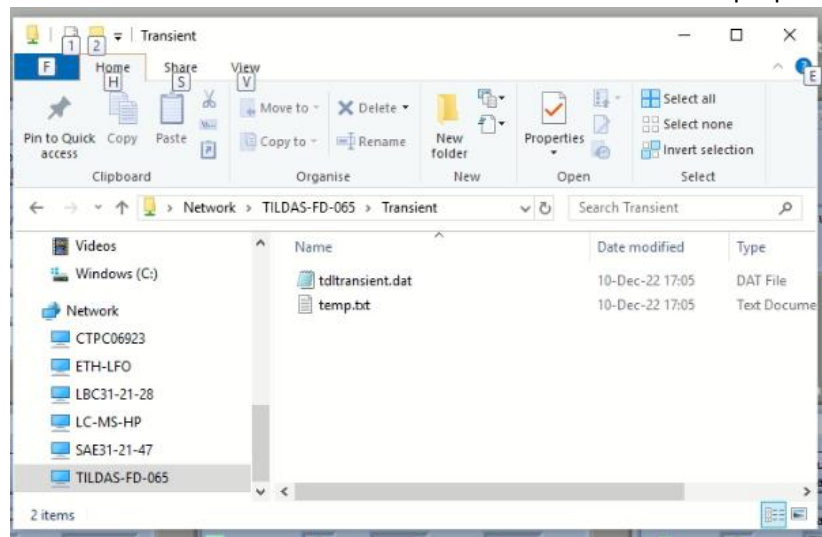 Transient
1
2
F
Home
Share
View
H
S
V
E
Pin to Quick access
Copy
Paste
Move to
Copy to
Delete
Rename
New folder
Properties
Select all
Select none
Invert selection
Clipboard
Organise
New
Open
Select
Network > TILDAS-FD-065 > Transient
Search Transient
Videos
Windows (C:)
Network
CTPC06923
ETH-LFO
LBC31-21-28
LC-MS-HP
SAE31-21-47
TILDAS-FD-065
Name Date modified Type
tdltransient.dat 10-Dec-22 17:05 DAT File
temp.txt 10-Dec-22 17:05 Text Docume
2 items